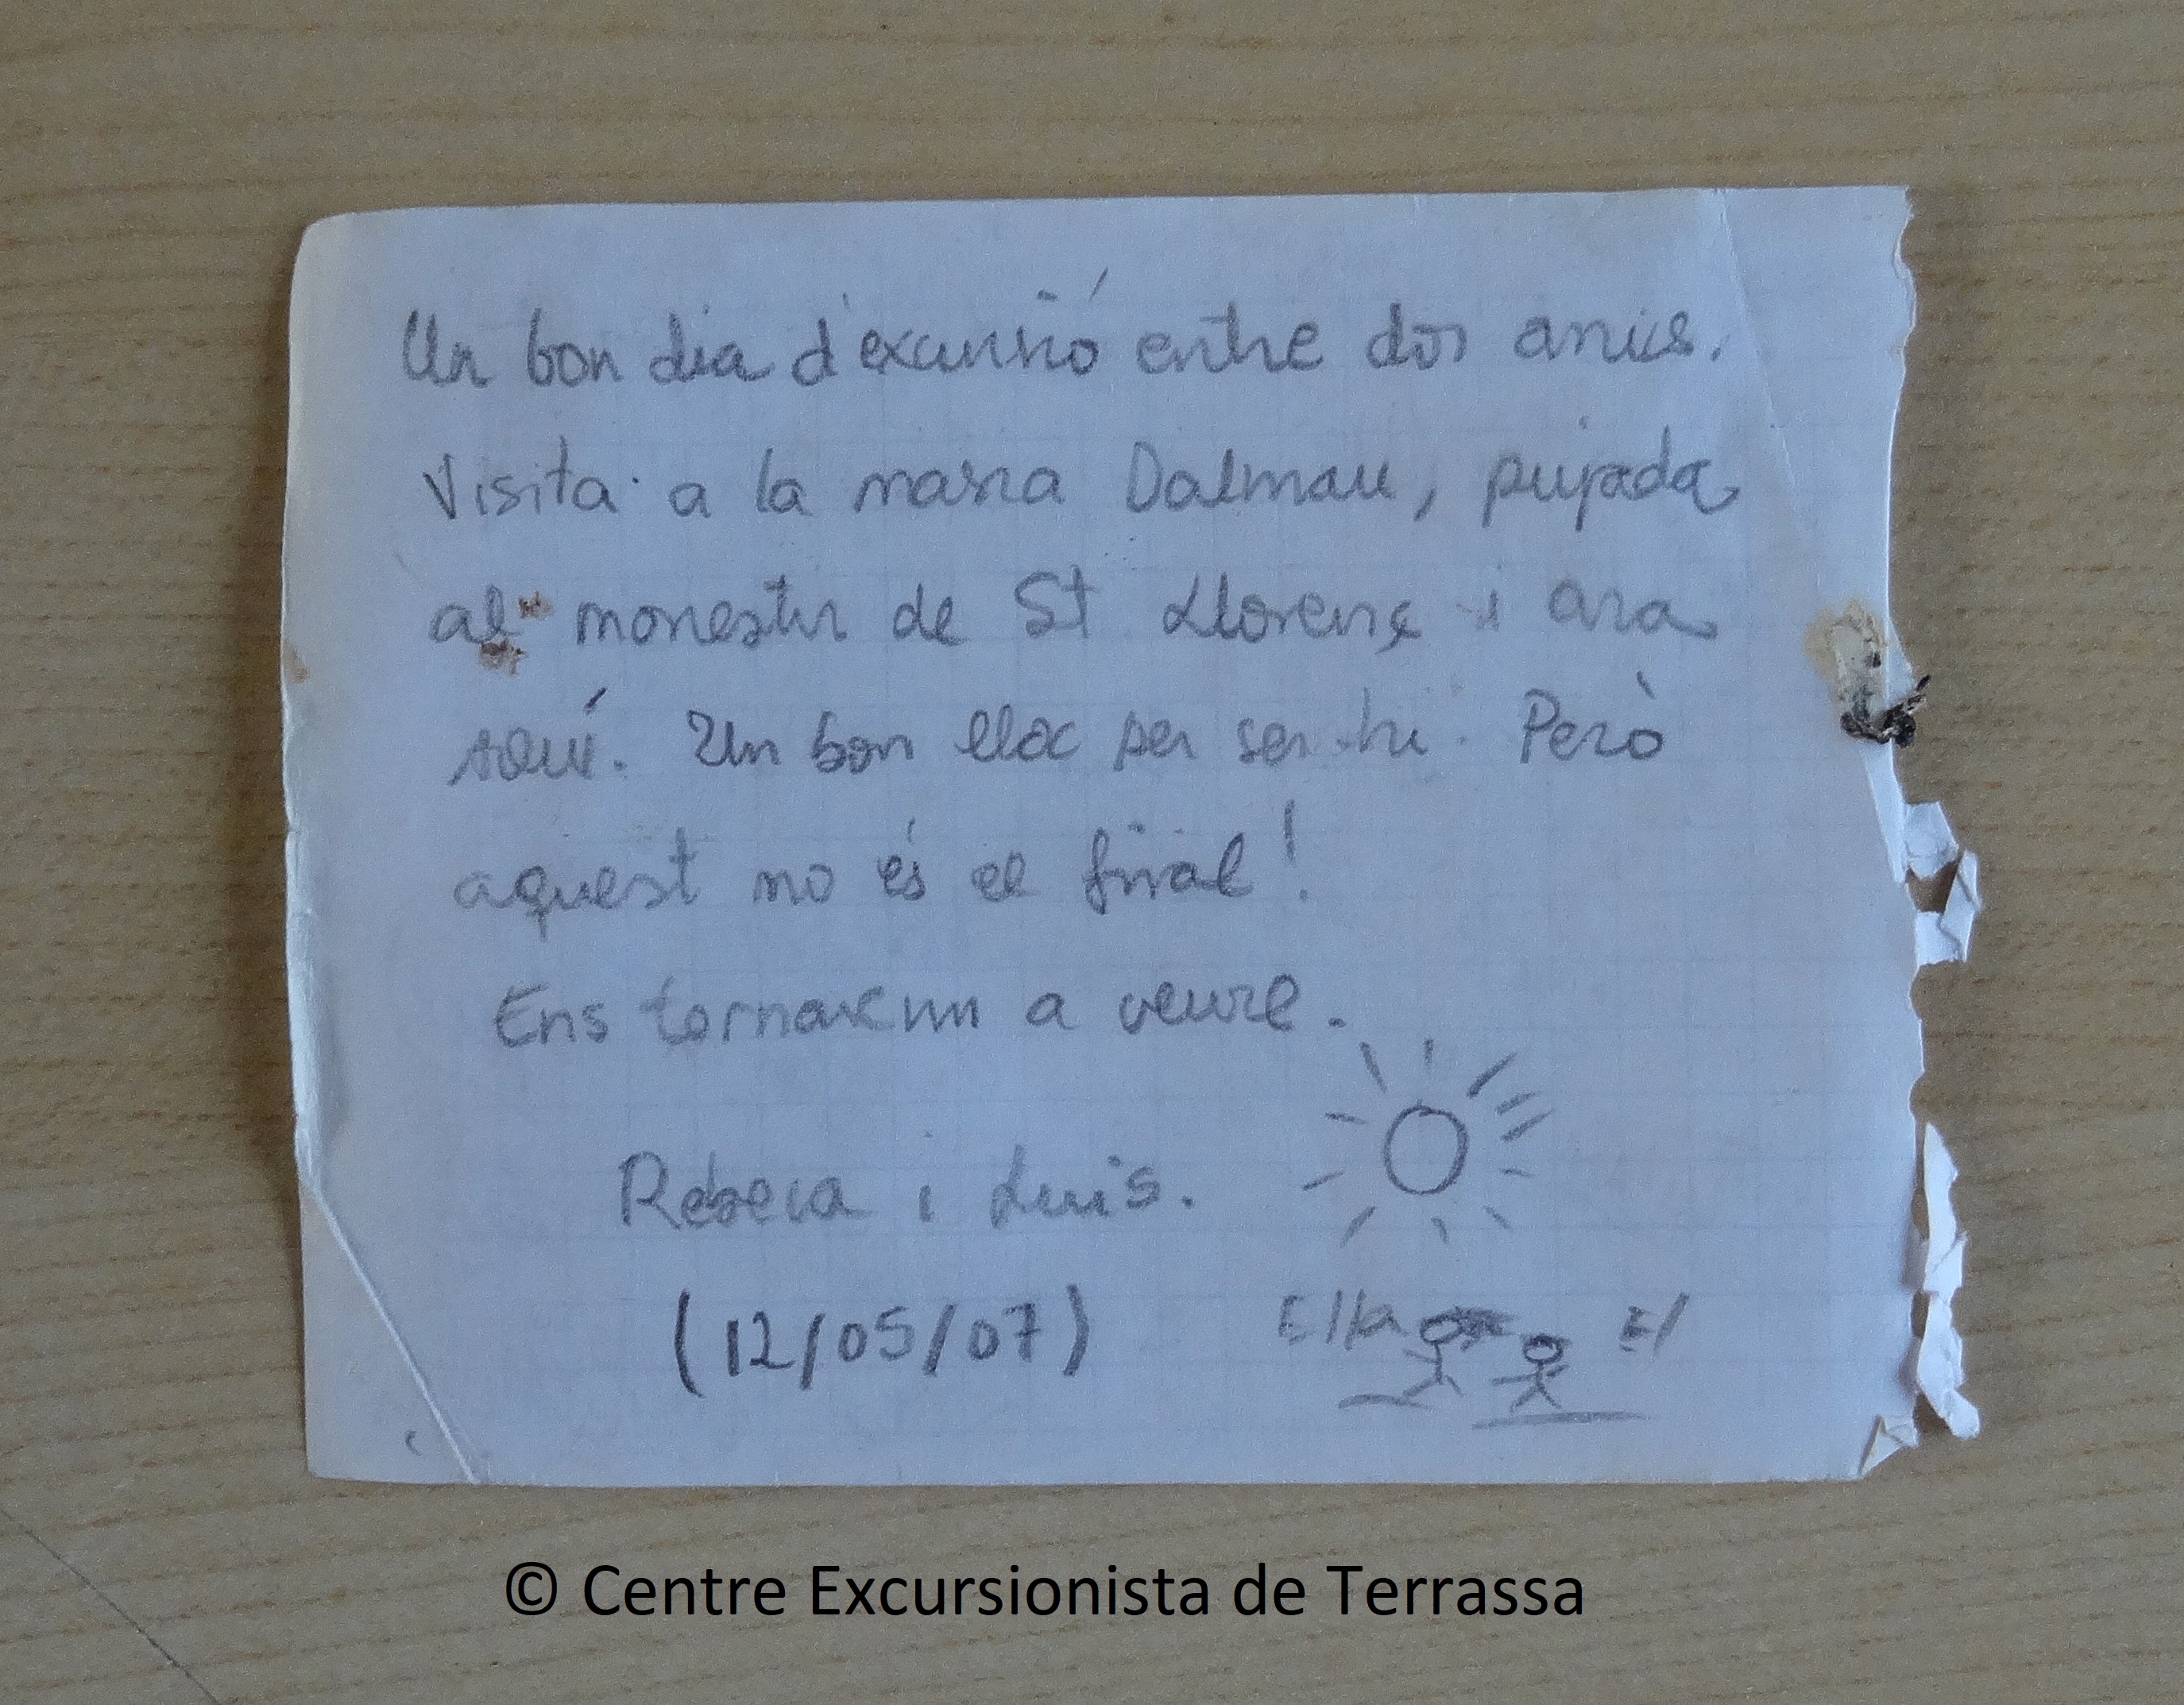 Un bon dia d'excursió entre dos amics.
Visita a la masia Dalmau, pujada
al monestir de St Llorenç i ara
aquí. Un bon lloc per ser-hi. Però
aquest no és el final!
Ens tornarem a veure.
Rebeca i Luis.
(12/05/07)
Ella El
© Centre Excursionista de Terrassa